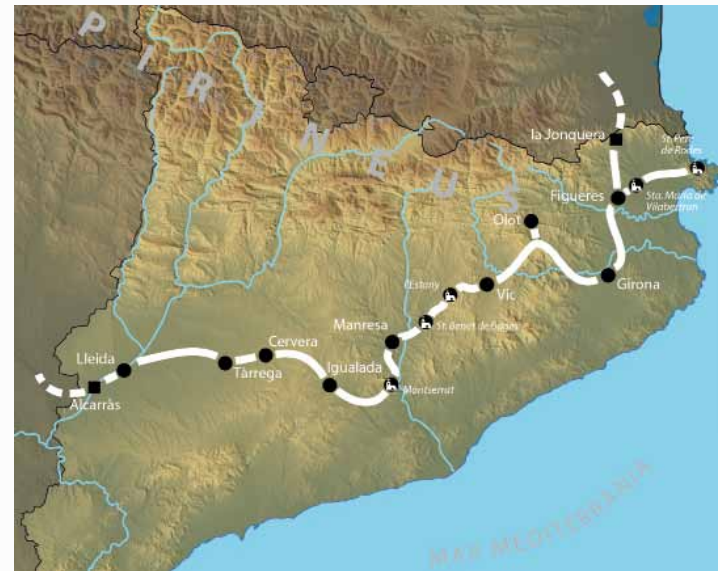 PIRINEUS
la Jonquera
St. Pere
de Rodes
Figueres
Sta. Maria de
Vilabertran
Olot
l'Estany
Vic
Girona
Manresa
St. Benet de Bages
Cervera
Lleida
Tàrrega
Igualada
Montserrat
Alcarràs
MAR MEDITERRÀNIA